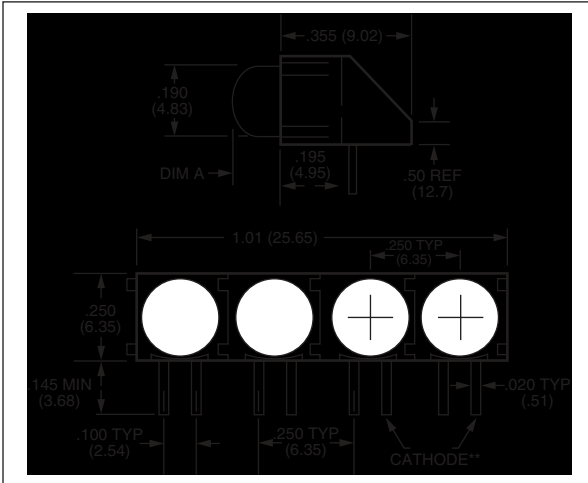 .355 (9.02)
.190
(4.83)
DIM A
.195
(4.95)
.50 REF
(12.7)
1.01 (25.65)
.250 TYP
(6.35)
.250
(6.35)
.145 MIN
(3.68)
.020 TYP
(.51)
.100 TYP
(2.54)
.250 TYP
(6.35)
CATHODE**